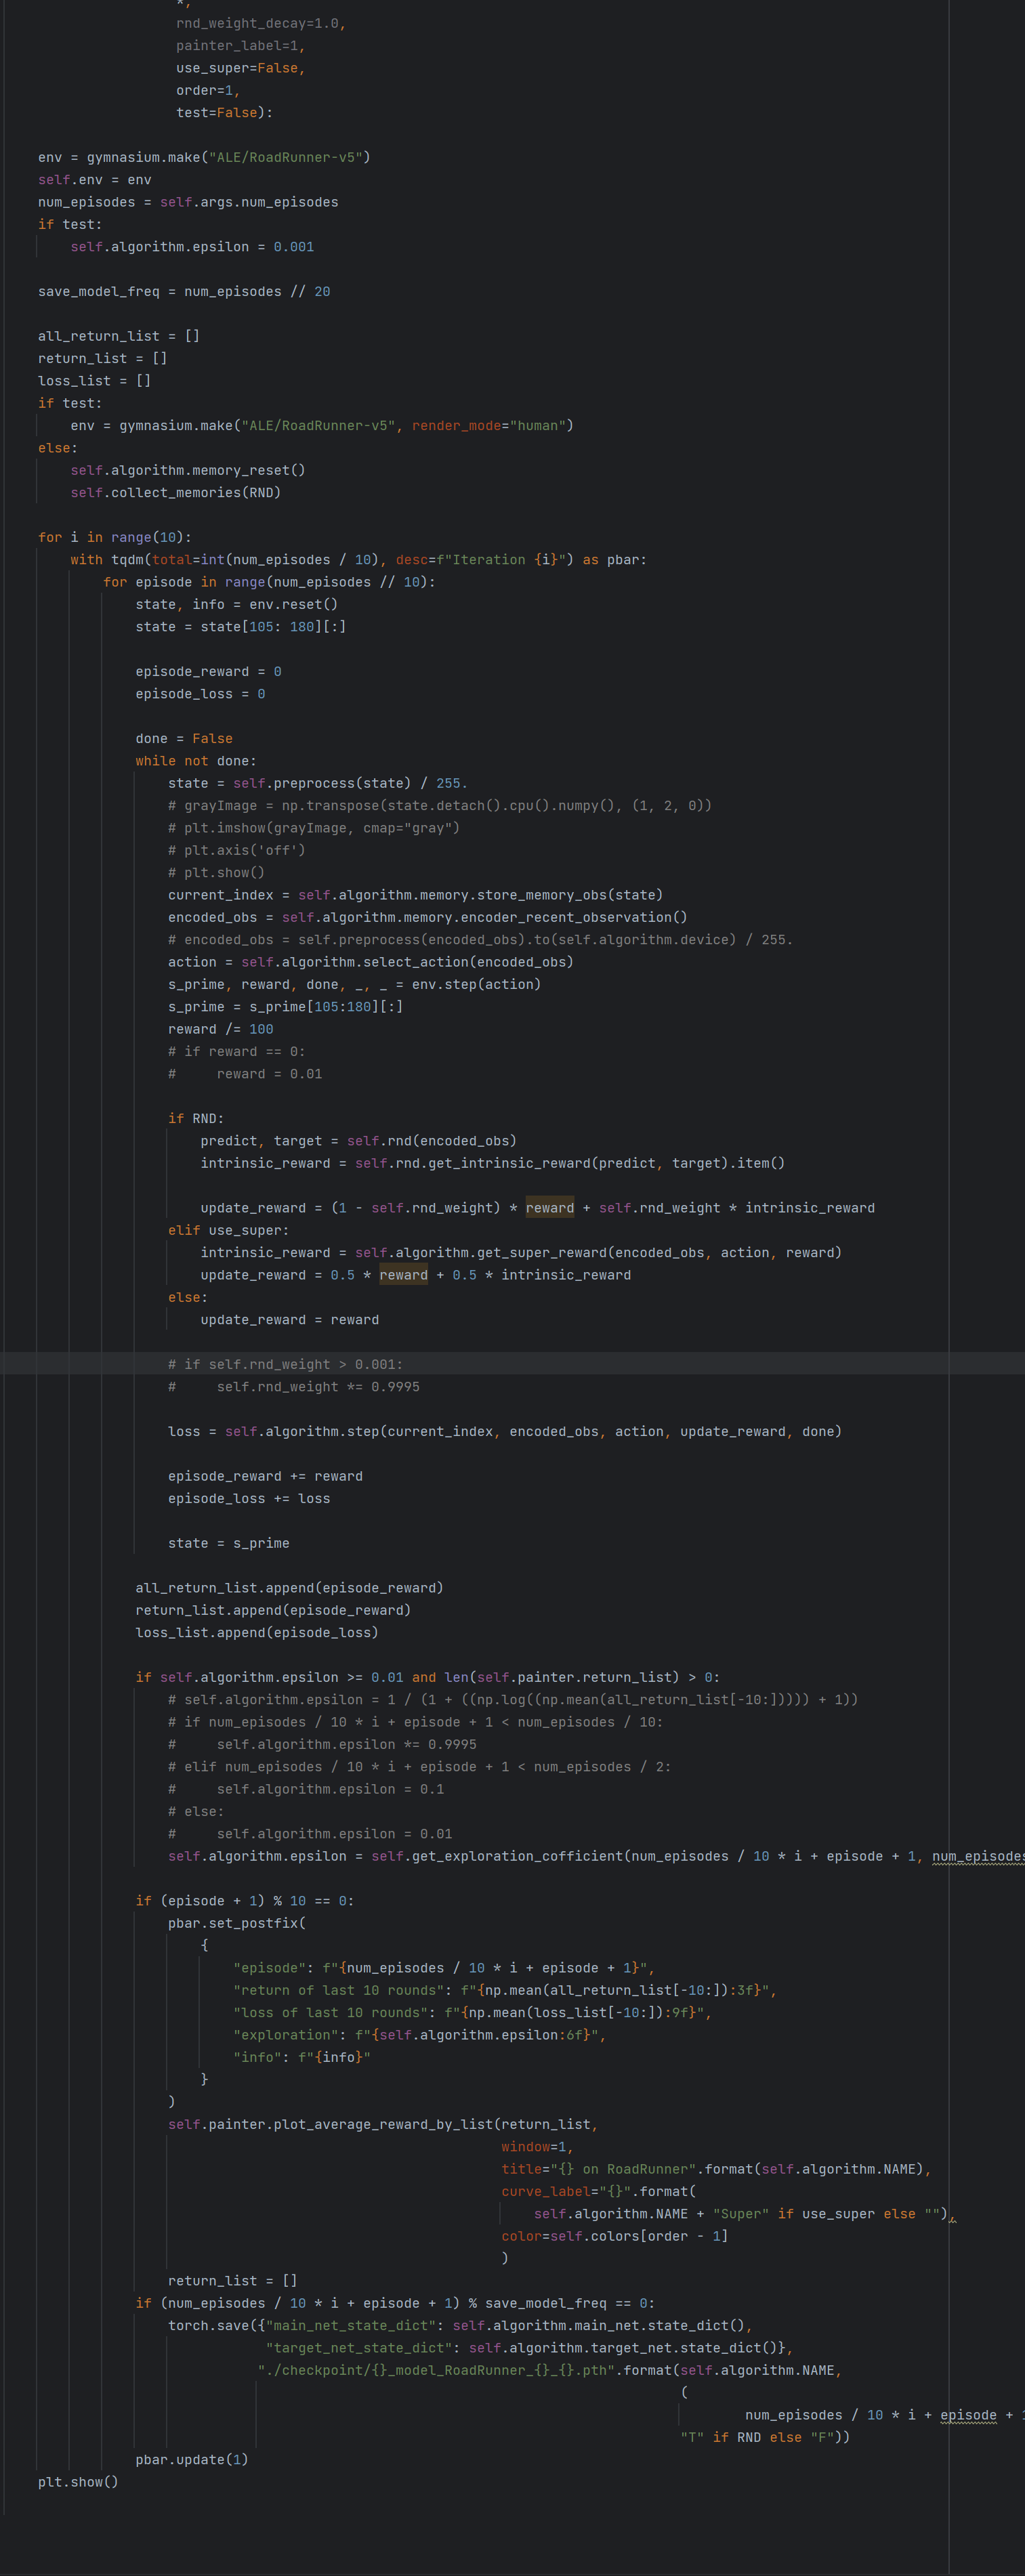 *,
rnd_weight_decay=1.0,
painter_label=1,
use_super=False,
order=1,
test=False):
env = gymnasium.make("ALE/RoadRunner-v5")
self.env = env
num_episodes = self.args.num_episodes
if test:
self.algorithm.epsilon = 0.001
save_model_freq = num_episodes // 20
all_return_list = []
return_list = []
loss_list = []
if test:
env = gymnasium.make("ALE/RoadRunner-v5", render_mode="human")
else:
self.algorithm.memory_reset()
self.collect_memories(RND)
for i in range(10):
with tqdm(total=int(num_episodes / 10), desc=f"Iteration {i}") as pbar:
for episode in range(num_episodes // 10):
state, info = env.reset()
state = state[105: 180][:]
episode_reward = 0
episode_loss = 0
done = False
while not done:
state = self.preprocess(state) / 255.
# grayImage = np.transpose(state.detach().cpu().numpy(), (1, 2, 0))
# plt.imshow(grayImage, cmap="gray")
# plt.axis('off')
# plt.show()
current_index = self.algorithm.memory.store_memory_obs(state)
encoded_obs = self.algorithm.memory.encoder_recent_observation()
# encoded_obs = self.preprocess(encoded_obs).to(self.algorithm.device) / 255.
action = self.algorithm.select_action(encoded_obs)
s_prime, reward, done, _, _ = env.step(action)
s_prime = s_prime[105:180][:]
reward /= 100
# if reward == 0:
#     reward = 0.01
if RND:
predict, target = self.rnd(encoded_obs)
intrinsic_reward = self.rnd.get_intrinsic_reward(predict, target).item()
update_reward = (1 - self.rnd_weight) * reward + self.rnd_weight * intrinsic_reward
elif use_super:
intrinsic_reward = self.algorithm.get_super_reward(encoded_obs, action, reward)
update_reward = 0.5 * reward + 0.5 * intrinsic_reward
else:
update_reward = reward
# if self.rnd_weight > 0.001:
#     self.rnd_weight *= 0.9995
loss = self.algorithm.step(current_index, encoded_obs, action, update_reward, done)
episode_reward += reward
episode_loss += loss
state = s_prime
all_return_list.append(episode_reward)
return_list.append(episode_reward)
loss_list.append(episode_loss)
if self.algorithm.epsilon >= 0.01 and len(self.painter.return_list) > 0:
# self.algorithm.epsilon = 1 / (1 + ((np.log((np.mean(all_return_list[-10:])))) + 1))
# if num_episodes / 10 * i + episode + 1 < num_episodes / 10:
#     self.algorithm.epsilon *= 0.9995
# elif num_episodes / 10 * i + episode + 1 < num_episodes / 2:
#     self.algorithm.epsilon = 0.1
# else:
#     self.algorithm.epsilon = 0.01
self.algorithm.epsilon = self.get_exploration_cofficient(num_episodes / 10 * i + episode + 1, num_episodes
if (episode + 1) % 10 == 0:
pbar.set_postfix(
{
"episode": f"{num_episodes / 10 * i + episode + 1}",
"return of last 10 rounds": f"{np.mean(all_return_list[-10:]):3f}",
"loss of last 10 rounds": f"{np.mean(loss_list[-10:]):9f}",
"exploration": f"{self.algorithm.epsilon:6f}",
"info": f"{info}"
}
)
self.painter.plot_average_reward_by_list(return_list,
window=1,
title="{} on RoadRunner".format(self.algorithm.NAME),
curve_label="{}".format(
self.algorithm.NAME + "Super" if use_super else ""),
color=self.colors[order - 1]
)
return_list = []
if (num_episodes / 10 * i + episode + 1) % save_model_freq == 0:
torch.save({"main_net_state_dict": self.algorithm.main_net.state_dict(),
"target_net_state_dict": self.algorithm.target_net.state_dict()},
"./checkpoint/{}_model_RoadRunner_{}_{}.pth".format(self.algorithm.NAME,
(
num_episodes / 10 * i + episode + 1
"T" if RND else "F"))
pbar.update(1)
plt.show()